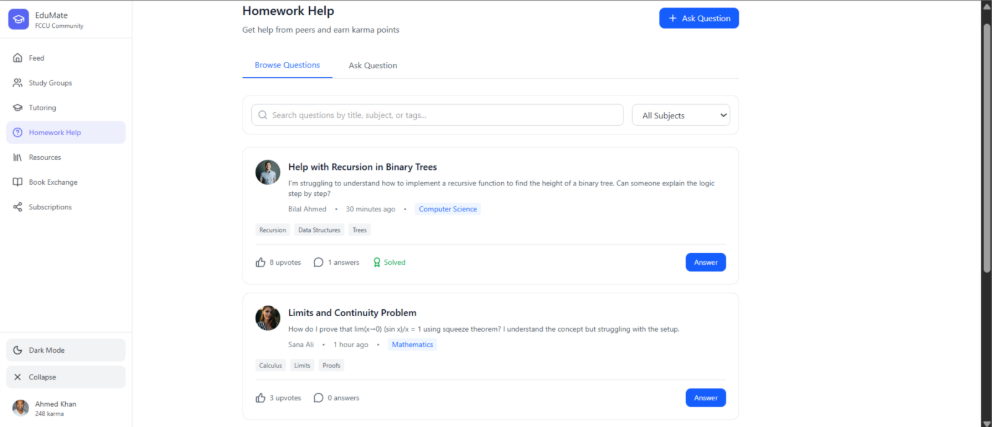 EduMate
FCCU Community
Feed
Study Groups
Tutoring
Homework Help
Resources
Book Exchange
Subscriptions
Dark Mode
Collapse
Ahmed Khan
248 karma
Homework Help
Get help from peers and earn karma points
+ Ask Question
Browse Questions
Ask Question
Search questions by title, subject, or tags...
All Subjects
Help with Recursion in Binary Trees
I'm struggling to understand how to implement a recursive function to find the height of a binary tree. Can someone explain the logic
step by step?
Bilal Ahmed • 30 minutes ago • Computer Science
Recursion Data Structures Trees
8 upvotes 1 answers Solved Answer
Limits and Continuity Problem
How do I prove that lim(x→0) (sin x)/x = 1 using squeeze theorem? I understand the concept but struggling with the setup.
Sana Ali • 1 hour ago • Mathematics
Calculus Limits Proofs
3 upvotes 0 answers Answer